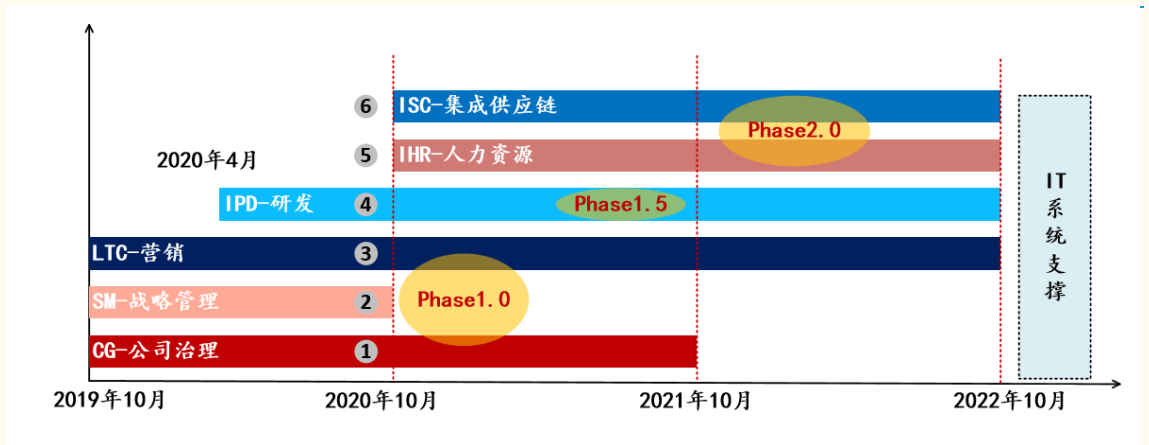 6
ISC-集成供应链
Phase2.0
2020年4月
5
IHR-人力资源
IPD-研发
4
Phase1.5
LTC-营销
3
SM-战略管理
2
Phase1.0
CG-公司治理
1
IT
系
统
支
撑
2019年10月
2020年10月
2021年10月
2022年10月